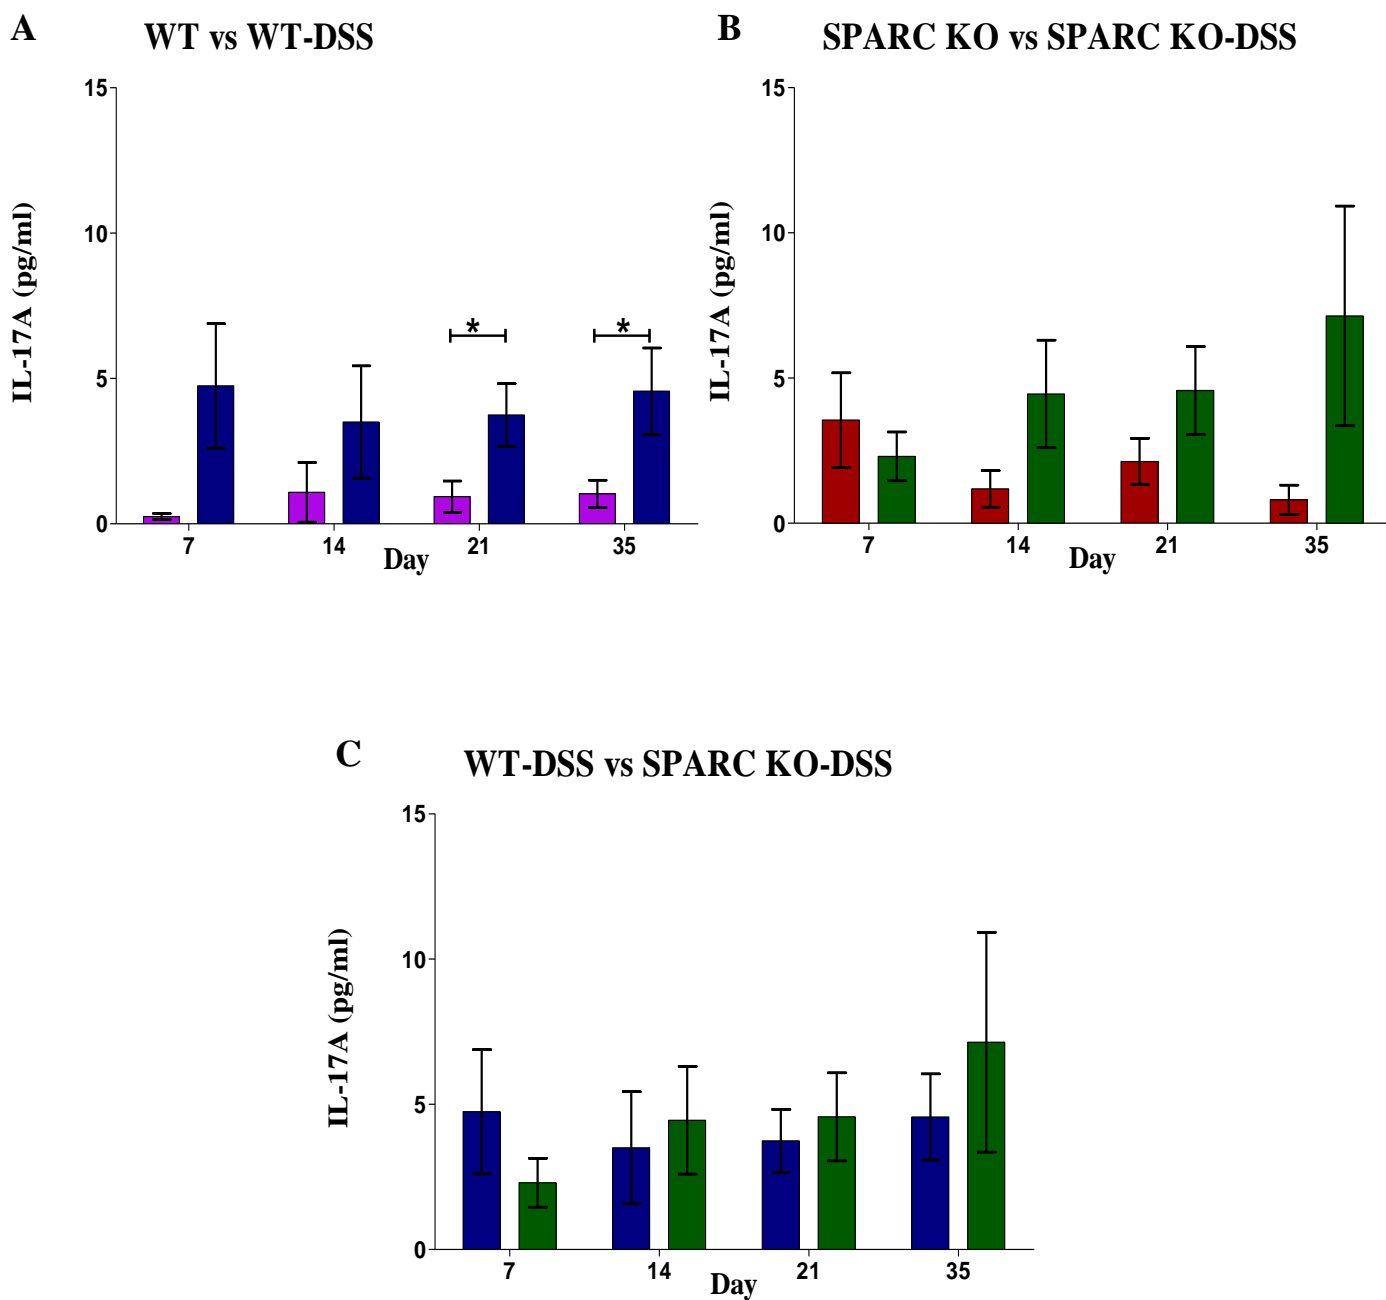 A
WT vs WT-DSS
15
10
5
0
IL-17A (pg/ml)
*
*
7 14 21 35
Day
B
SPARC KO vs SPARC KO-DSS
15
10
5
0
IL-17A (pg/ml)
7 14 21 35
Day
C
WT-DSS vs SPARC KO-DSS
15
10
5
0
IL-17A (pg/ml)
7 14 21 35
Day